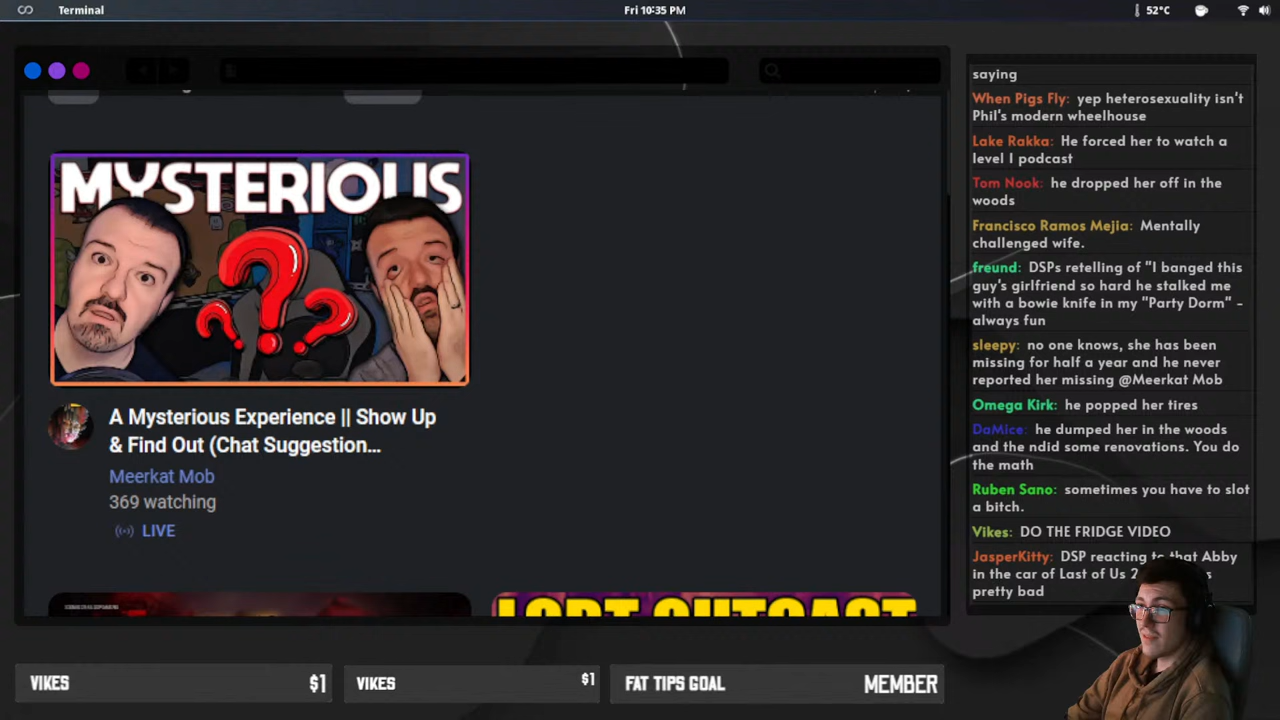 Terminal
Fri 10:35 PM
52°C
MYSTERIOUS
A Mysterious Experience || Show Up
& Find Out (Chat Suggestion...
Meerkat Mob
369 watching
LIVE
LORT OUTCAST
saying
When Pigs Fly: yep heterosexuality isn't
Phil's modern wheelhouse
Lake Rakka: He forced her to watch a
level 1 podcast
Tom Nook: he dropped her off in the
woods
Francisco Ramos Mejia: Mentally
challenged wife.
freund: DSPs retelling of "I banged this
guy's girlfriend so hard he stalked me
with a bowie knife in my "Party Dorm" -
always fun
sleepy: no one knows, she has been
missing for half a year and he never
reported her missing @Meerkat Mob
Omega Kirk: he popped her tires
DaMice: he dumped her in the woods
and the ndid some renovations. You do
the math
Ruben Sano: sometimes you have to slot
a bitch.
Vikes: DO THE FRIDGE VIDEO
JasperKitty: DSP reacting to that Abby
in the car of Last of Us 2
pretty bad
VIKES $1
VIKES $1
FAT TIPS GOAL MEMBER